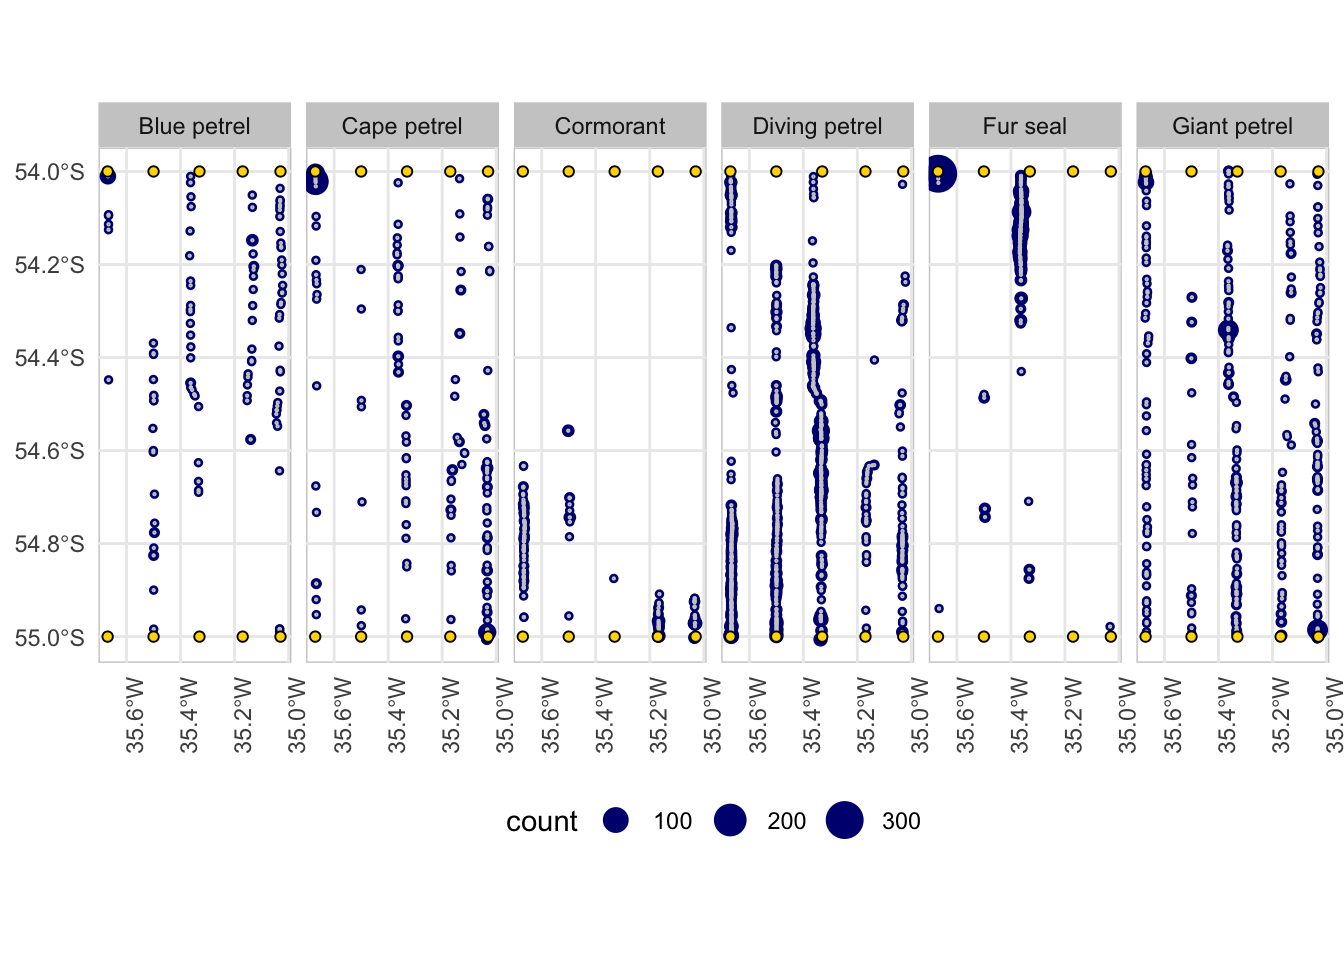 Blue petrel Cape petrel Cormorant Diving petrel Fur seal Giant petrel
54.0°S
54.2°S
54.4°S
54.6°S
54.8°S
55.0°S
35.6°W 35.4°W 35.2°W 35.0°W 35.6°W 35.4°W 35.2°W 35.0°W 35.6°W 35.4°W 35.2°W 35.0°W 35.6°W 35.4°W 35.2°W 35.0°W 35.6°W 35.4°W 35.2°W 35.0°W 35.6°W 35.4°W 35.2°W 35.0°W
count 100 200 300